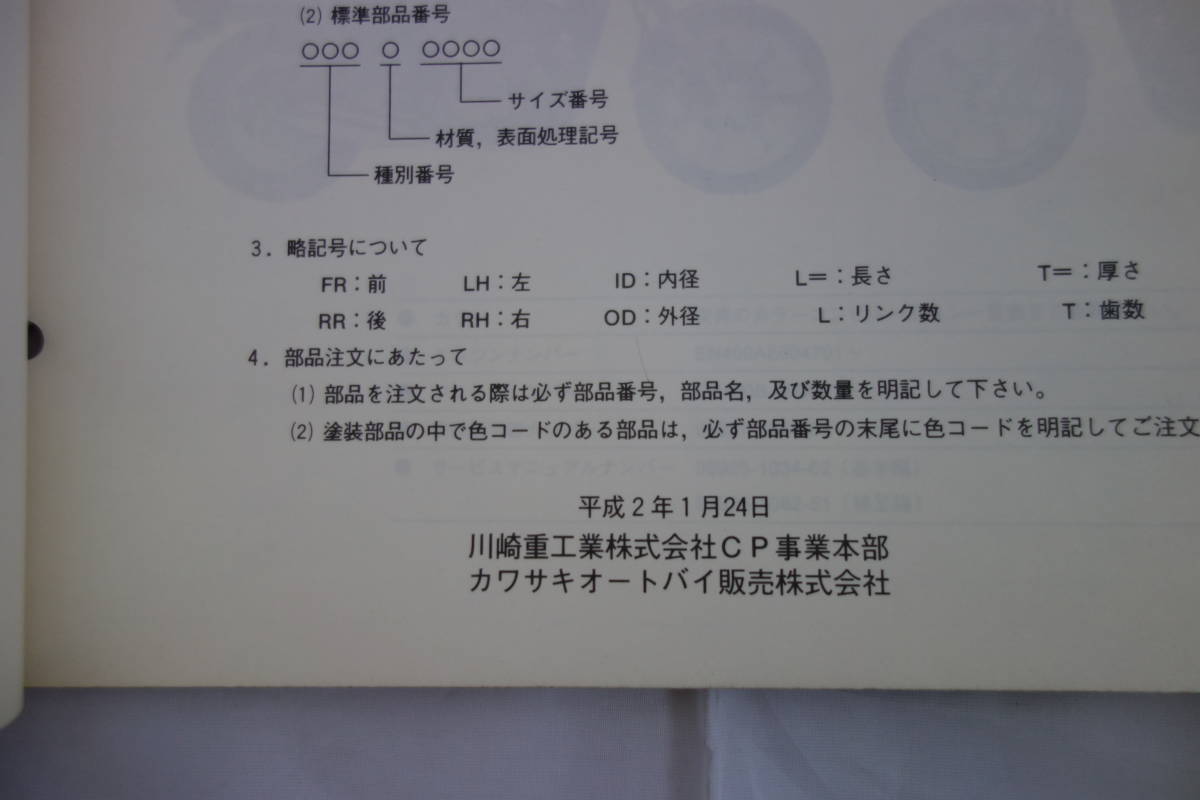 (2) 標準部品番号
○○○ ○ ○○○○
サイズ番号
材質，表面処理記号
種別番号
3．略記号について
FR：前 LH：左 ID：内径 L＝：長さ T＝：厚さ
RR：後 RH：右 OD：外径 L：リンク数 T：歯数
4．部品注文にあたって
(1) 部品を注文される際は必ず部品番号，部品名，及び数量を明記して下さい。
(2) 塗装部品の中で色コードのある部品は，必ず部品番号の末尾に色コードを明記してご注文
平成２年１月24日
川崎重工業株式会社ＣＰ事業本部
カワサキオートバイ販売株式会社